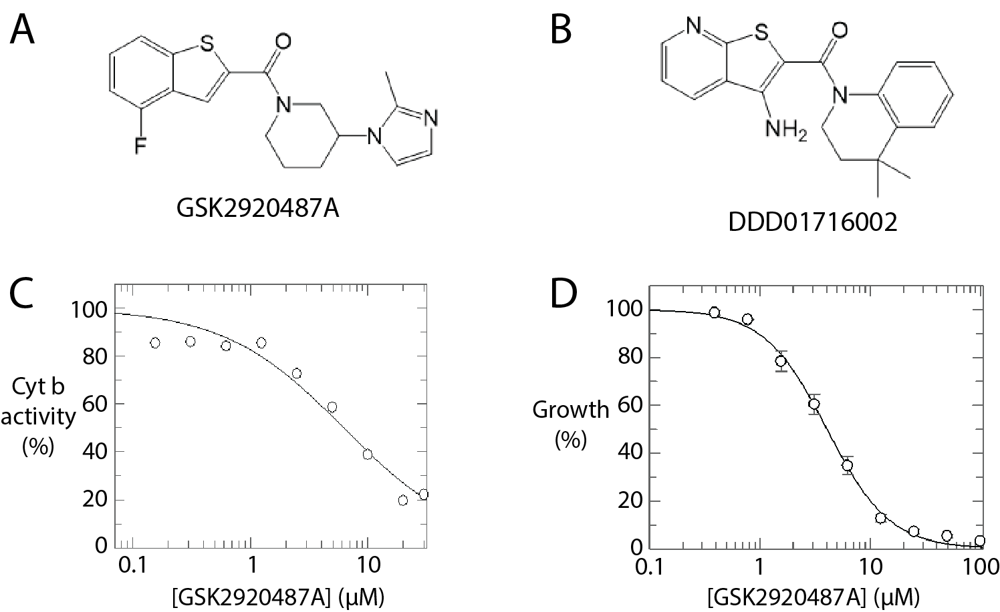 A
S
O
N
F
N
N
GSK2920487A
B
N
S
O
N
NH2
DDD01716002
C
100
80
60
40
20
0
Cyt b
activity
(%)
0.1 1 10
[GSK2920487A] (µM)
D
100
80
60
40
20
0
Growth
(%)
0.1 1 10 100
[GSK2920487A] (µM)